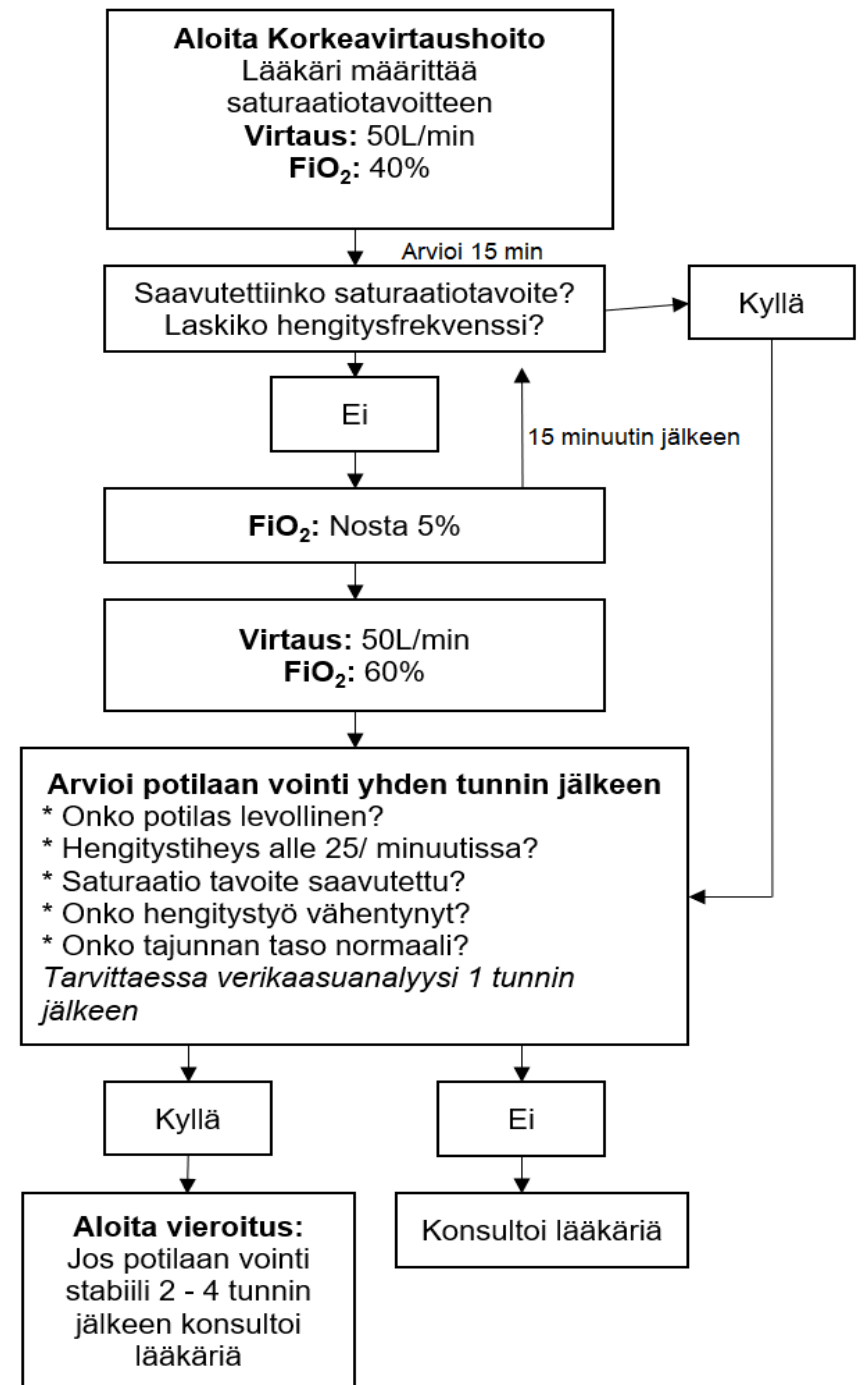 Aloita Korkeavirtaushoito
Lääkäri määrittää
saturaatiotavoitteen
Virtaus: 50L/min
FiO₂: 40%
Arvioi 15 min
Saavutettiinko saturaatiotavoite?
Laskiko hengitysfrekvenssi?
Kyllä
Ei
15 minuutin jälkeen
FiO₂: Nosta 5%
Virtaus: 50L/min
FiO₂: 60%
Arvioi potilaan vointi yhden tunnin jälkeen
* Onko potilas levollinen?
* Hengitystiheys alle 25/ minuutissa?
* Saturaatio tavoite saavutettu?
* Onko hengitystyö vähentynyt?
* Onko tajunnan taso normaali?
Tarvittaessa verikaasuanalyysi 1 tunnin
jälkeen
Kyllä
Ei
Aloita vieroitus:
Jos potilaan vointi
stabiili 2 - 4 tunnin
jälkeen konsultoi
lääkäriä
Konsultoi lääkäriä